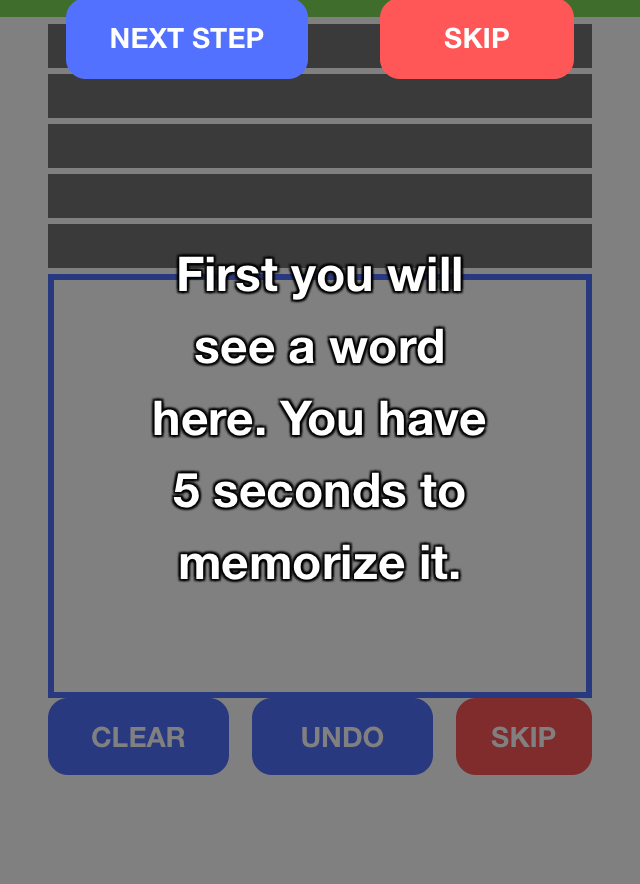 NEXT STEP SKIP
First you will
see a word
here. You have
5 seconds to
memorize it.
CLEAR UNDO SKIP